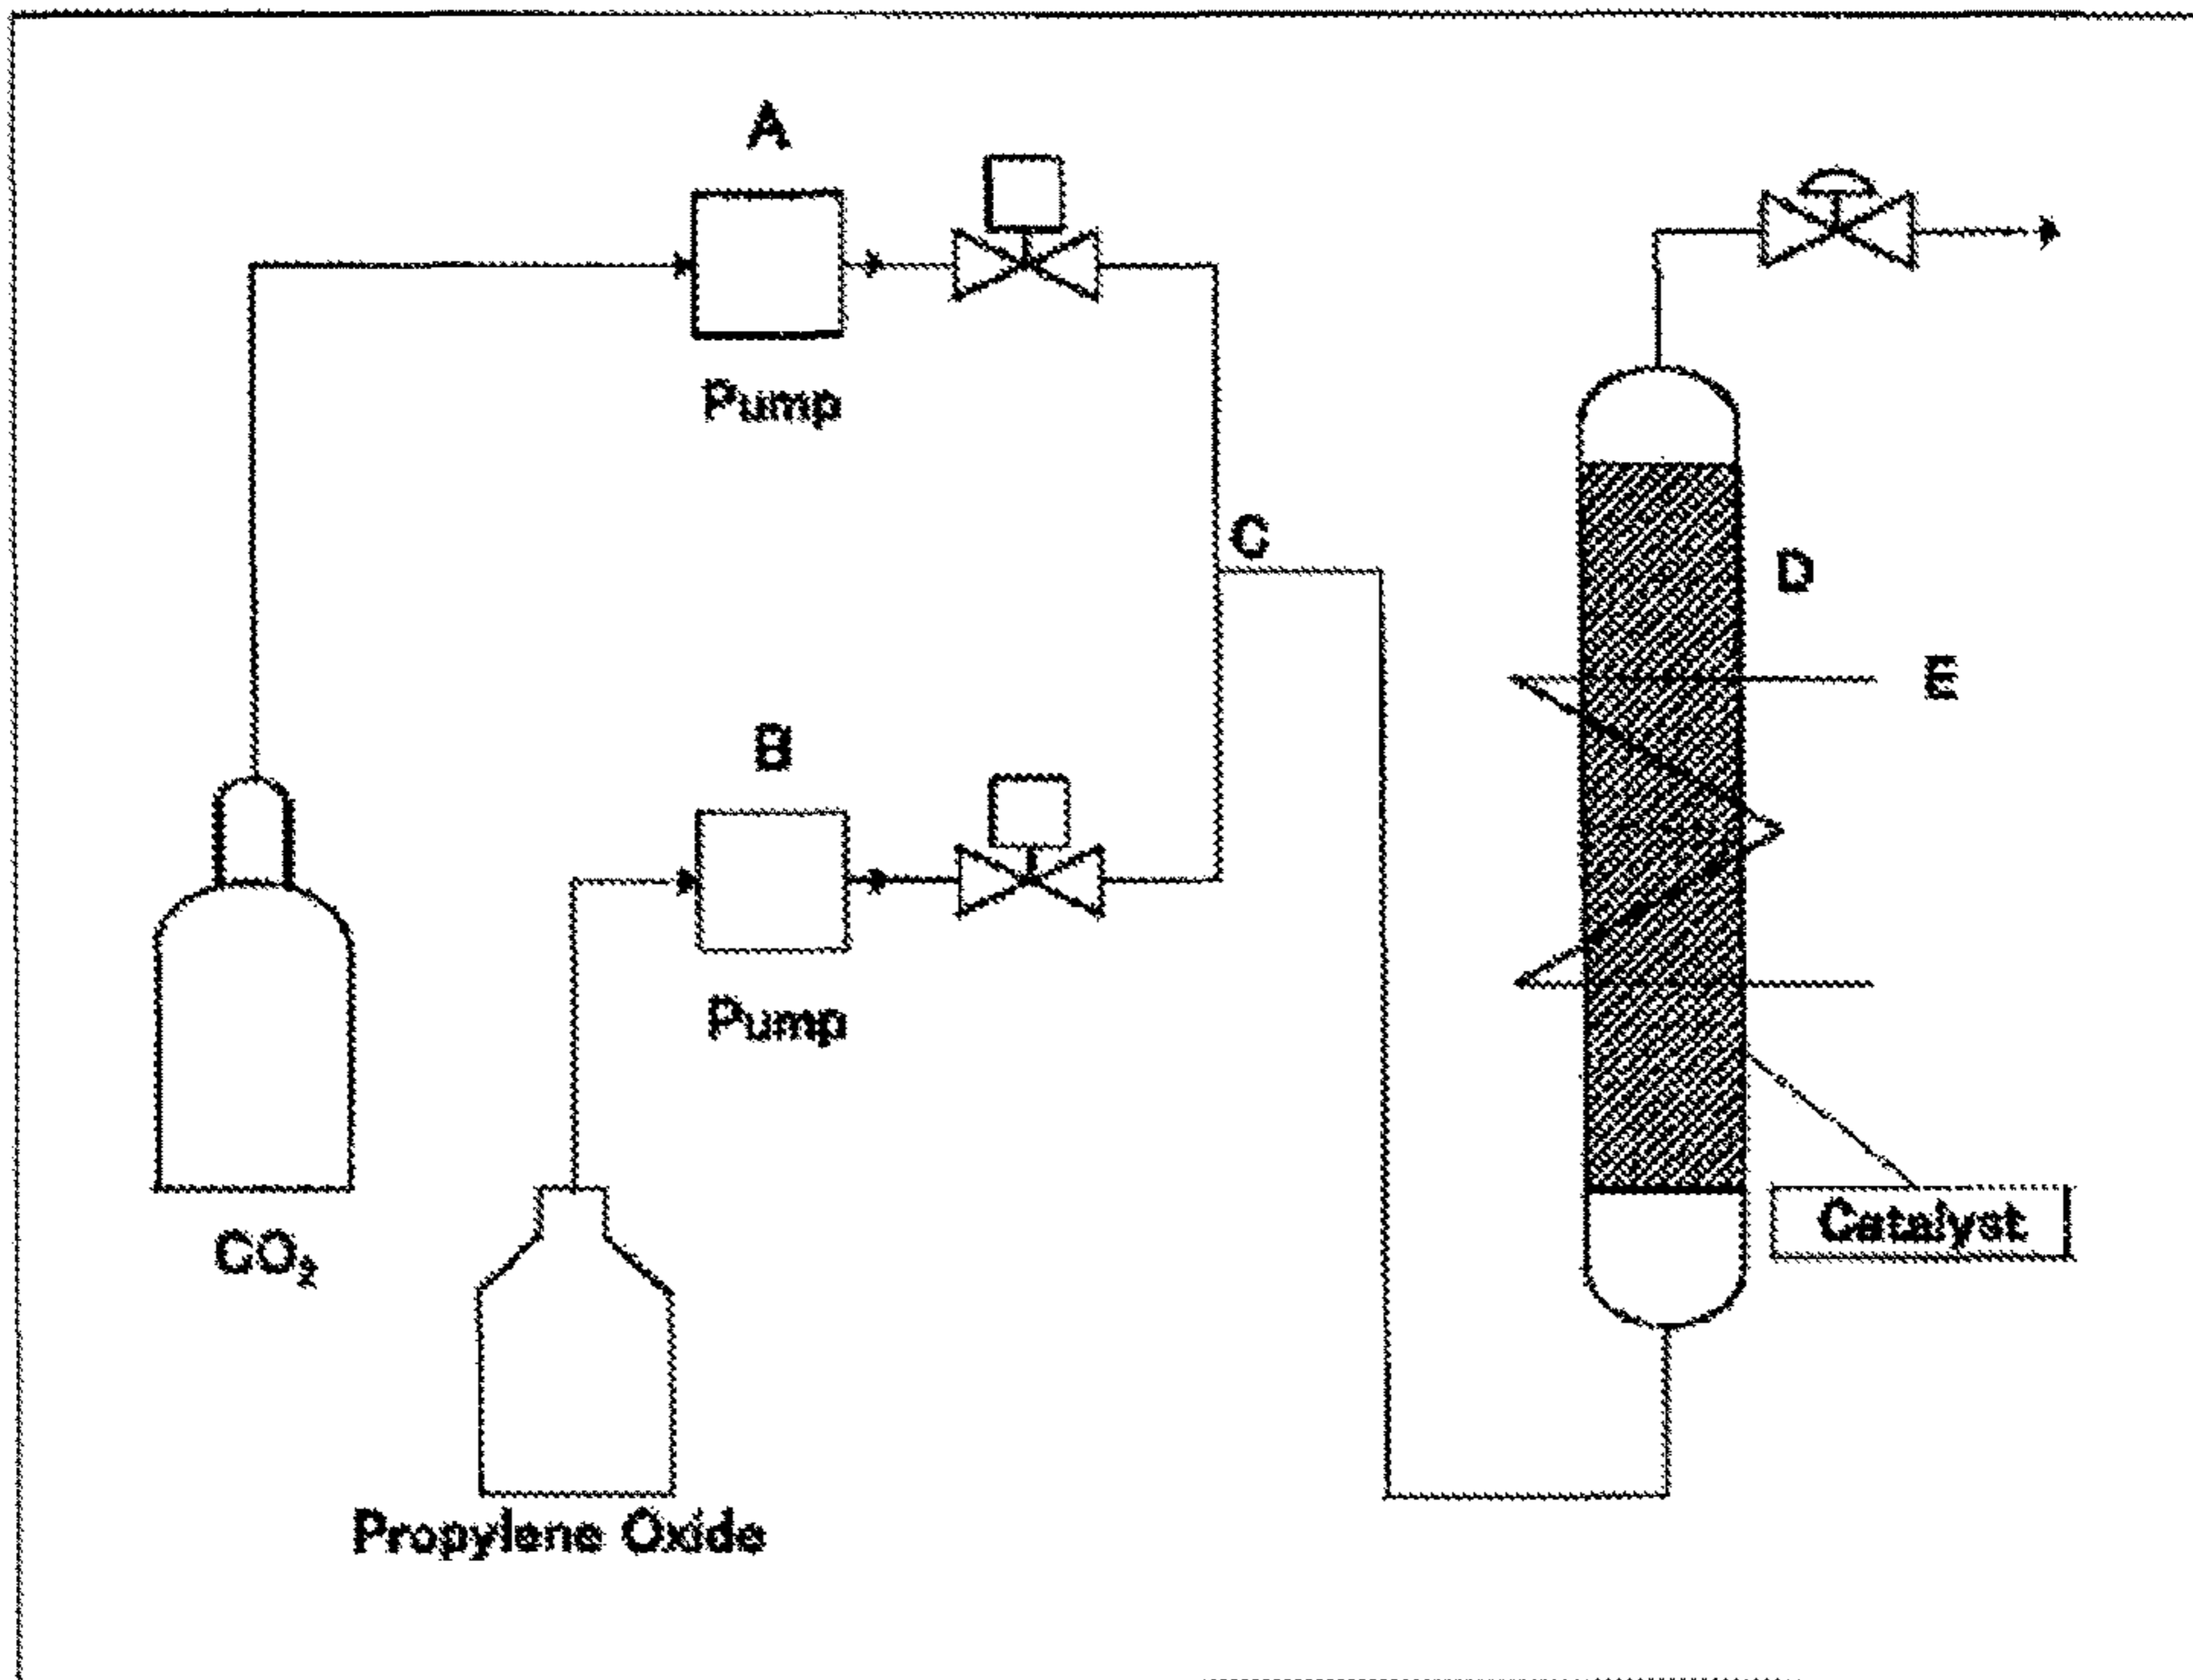 A
Pump
C
D
E
B
Pump
CO₂
Catalyst
Propylene Oxide